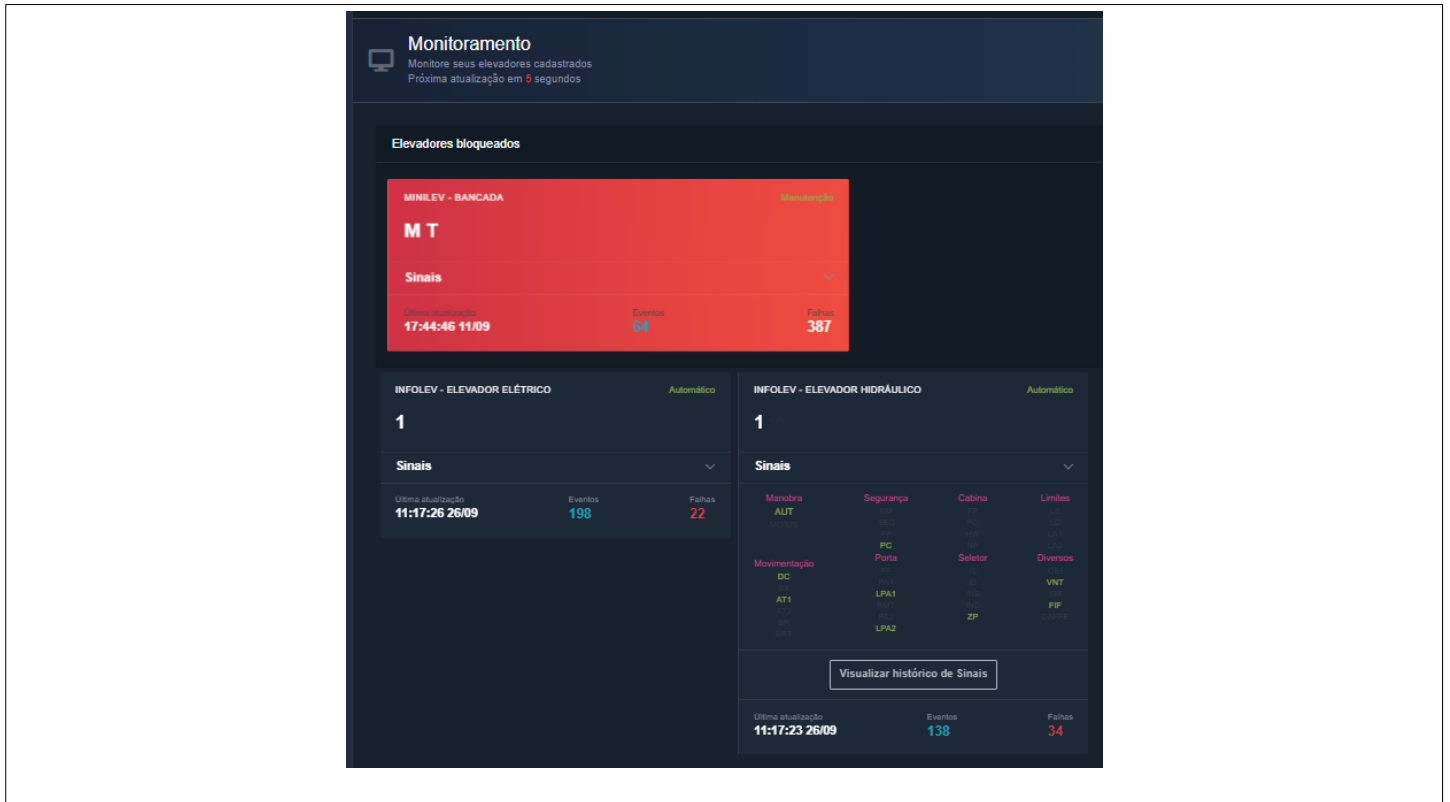 Monitoramento
Monitore seus elevadores cadastrados
Próxima atualização em 5 segundos
Elevadores bloqueados
MINILEV - BANCADA
Manutenção
M T
Sinais
Última atualização
Eventos
Falhas
17:44:46 11/09
64
387
INFOLEV - ELEVADOR ELÉTRICO
Automático
1
Sinais
Última atualização
Eventos
Falhas
11:17:26 26/09
198
22
INFOLEV - ELEVADOR HIDRÁULICO
Automático
1
Sinais
Manobra
AUT
Segurança
PC
Cabina
Limites
Movimentação
DC
AT1
Porta
LPA1
LPA2
Seletor
ZP
Diversos
VNT
FIF
Visualizar histórico de Sinais
Última atualização
Eventos
Falhas
11:17:23 26/09
138
34